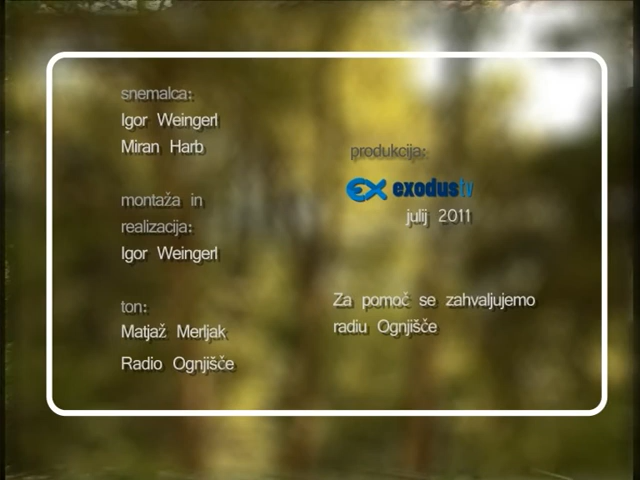 snemalca:
Igor Weingerl
Miran Harb
montaža in
realizacija:
Igor Weingerl
ton:
Matjaž Merljak
Radio Ognjišče
produkcija:
exodustv
julij 2011
Za pomoč se zahvaljujemo
radiu Ognjišče